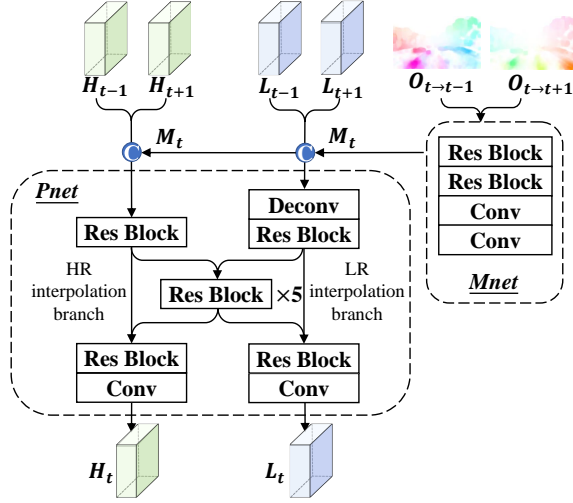 H_{t-1} H_{t+1} L_{t-1} L_{t+1} O_{t→t-1} O_{t→t+1}
M_t M_t
C C
Pnet
Res Block
Deconv
Res Block
Res Block
Res Block
Conv
Conv
Mnet
HR
interpolation
branch
Res Block ×5
LR
interpolation
branch
Res Block
Conv
Res Block
Conv
H_t L_t